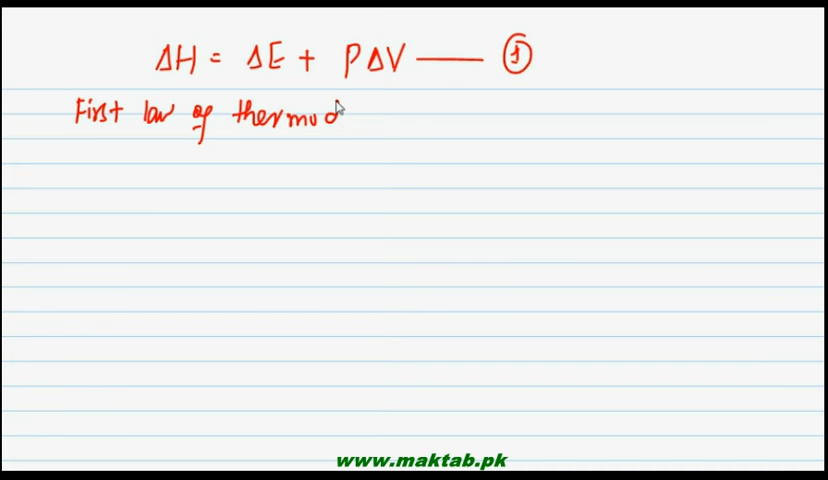 ΔH = ΔE + PΔV —— ①
First law of thermod
www.maktab.pk